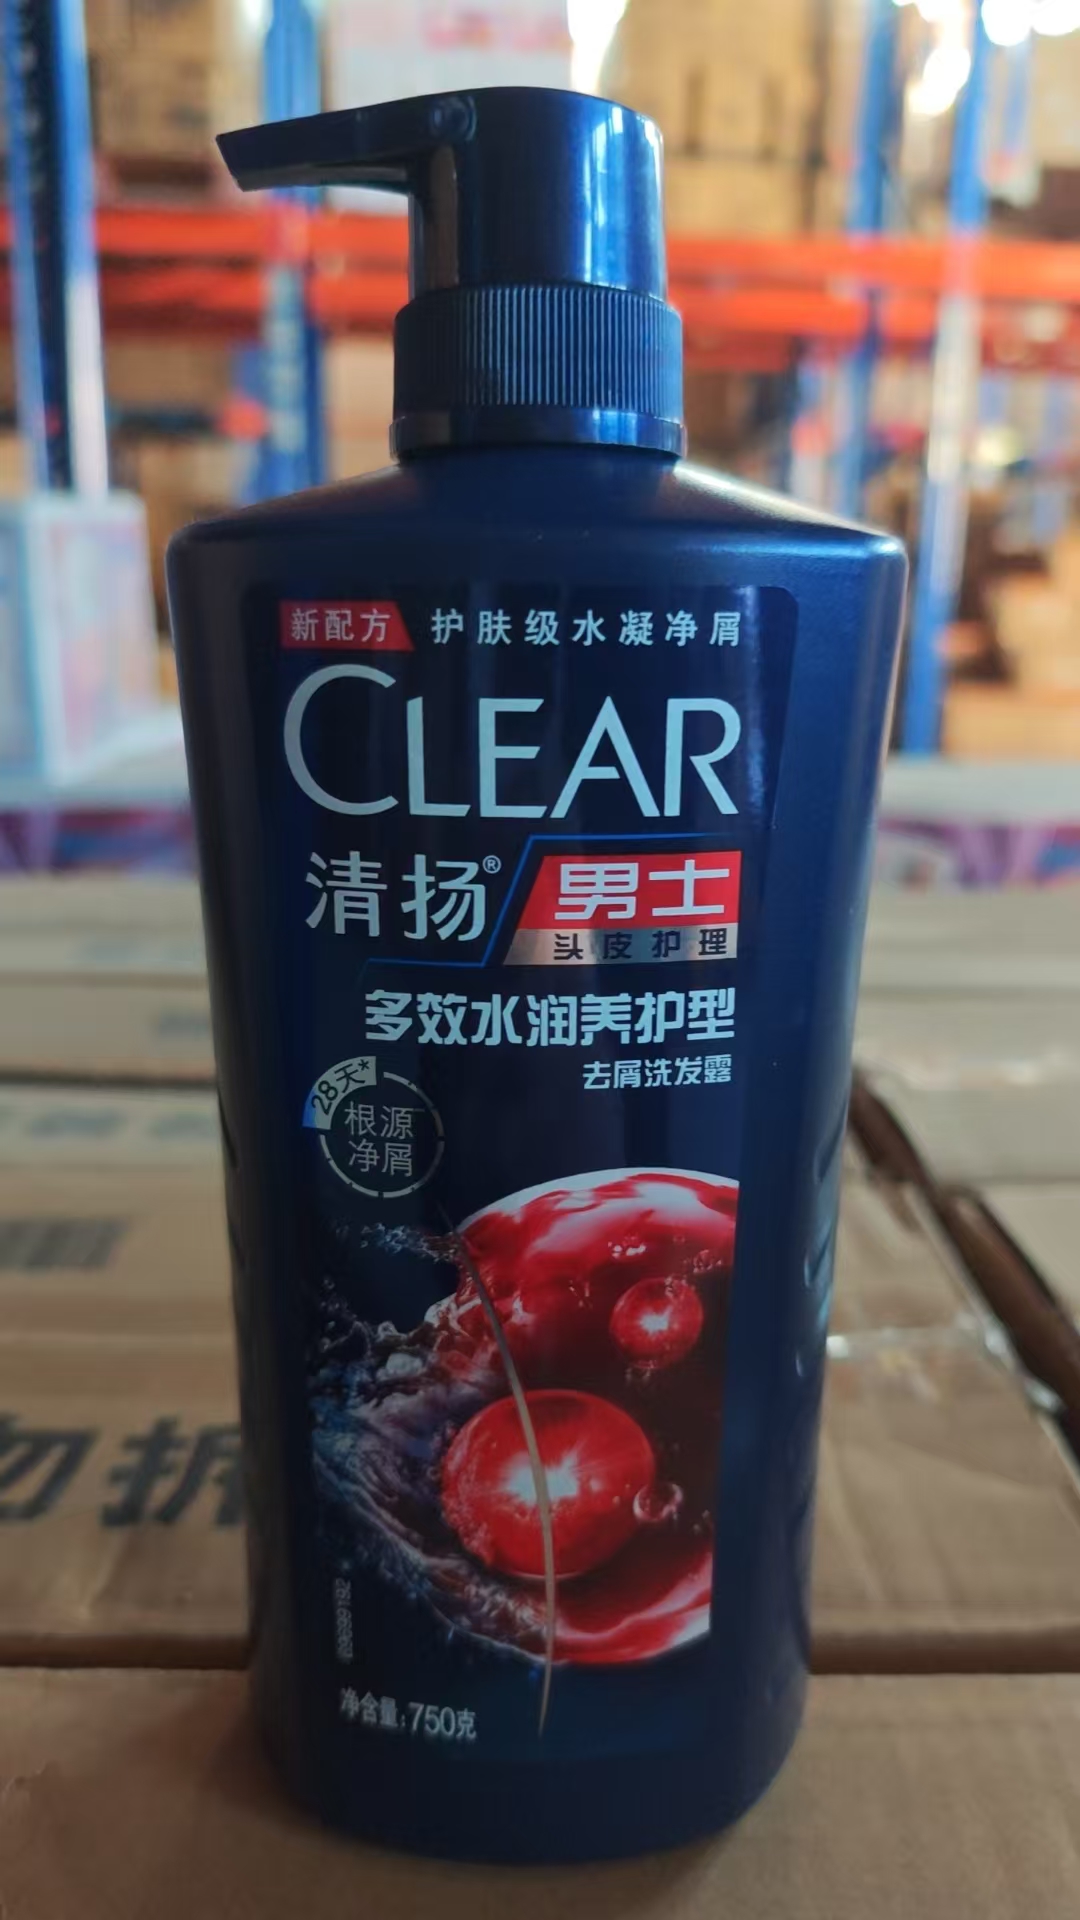 新配方 护肤级水凝净屑
CLEAR
清扬® 男士
头皮护理
多效水润养护型
去屑洗发露
28天*
根源
净屑
净含量:750克
勿拆